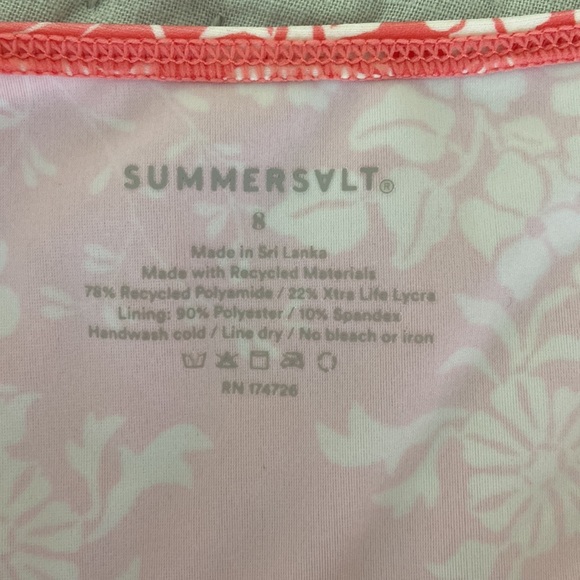 SUMMERSALT®
8
Made in Sri Lanka
Made with Recycled Materials
78% Recycled Polyamide / 22% Xtra Life Lycra
Lining: 90% Polyester / 10% Spandex
Handwash cold / Line dry / No bleach or iron
RN 174726